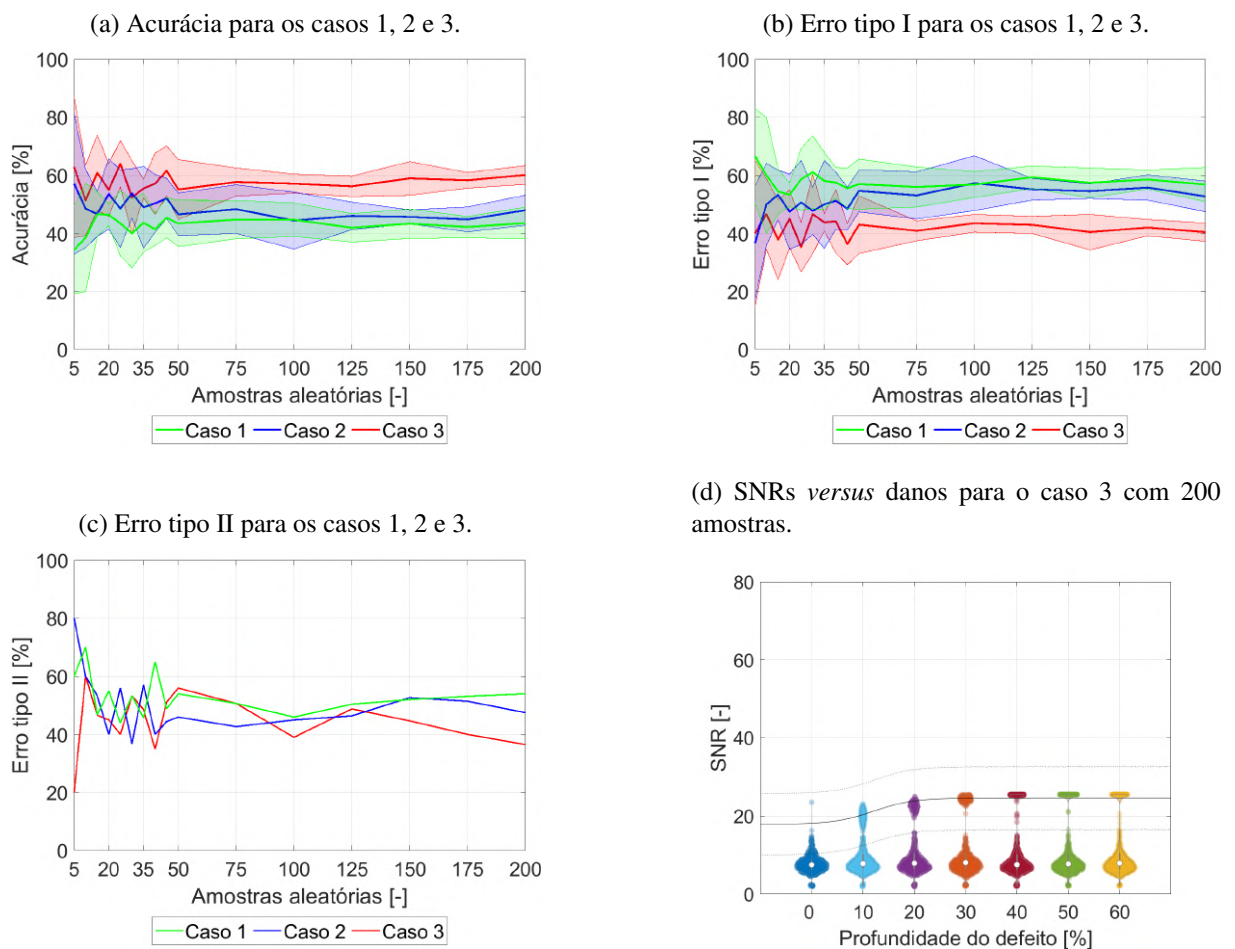 (a) Acurácia para os casos 1, 2 e 3.
100
80
60
40
20
0
Acurácia [%]
5 20 35 50 75 100 125 150 175 200
Amostras aleatórias [-]
Caso 1 Caso 2 Caso 3
(b) Erro tipo I para os casos 1, 2 e 3.
100
80
60
40
20
0
Erro tipo I [%]
5 20 35 50 75 100 125 150 175 200
Amostras aleatórias [-]
Caso 1 Caso 2 Caso 3
(c) Erro tipo II para os casos 1, 2 e 3.
100
80
60
40
20
0
Erro tipo II [%]
5 20 35 50 75 100 125 150 175 200
Amostras aleatórias [-]
Caso 1 Caso 2 Caso 3
(d) SNRs versus danos para o caso 3 com 200
amostras.
80
60
40
20
0
SNR [-]
0 10 20 30 40 50 60
Profundidade do defeito [%]